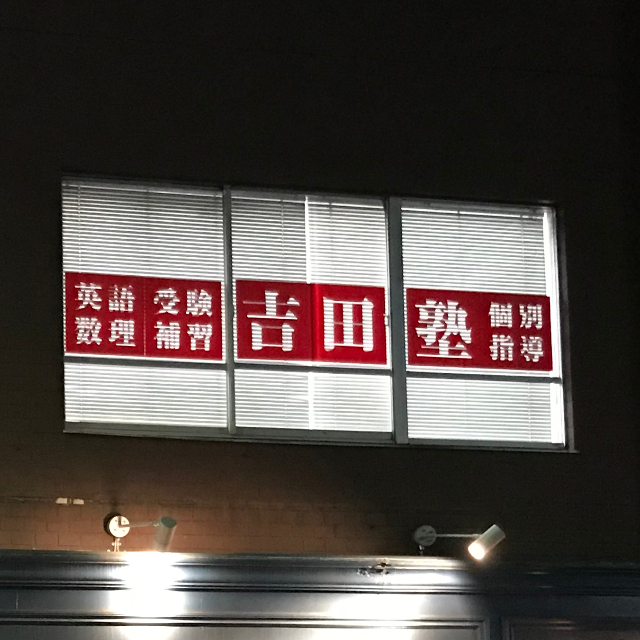 英語 受験
数理 補習
吉田塾
個別
指導